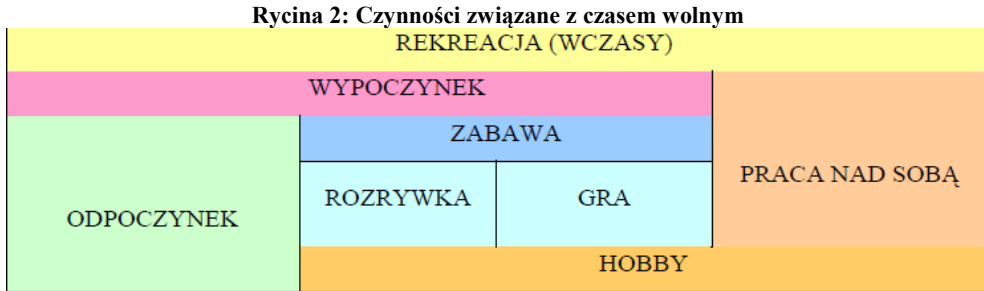 Rycina 2: Czynności związane z czasem wolnym
REKREACJA (WCZASY)
WYPOCZYNEK
ZABAWA
PRACA NAD SOBĄ
ROZRYWKA
GRA
ODPOCZYNEK
HOBBY